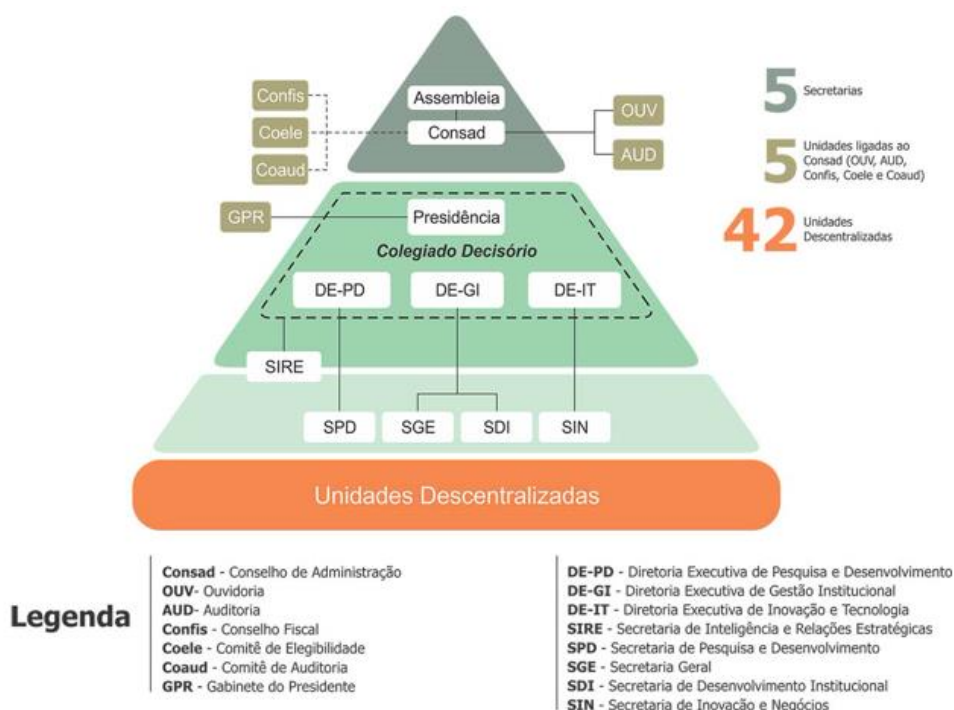 Assembleia
Consad
Confis
Coele
Coaud
OUV
AUD
5 Secretarias
5 Unidades ligadas ao
Consad (OUV, AUD,
Confis, Coele e Coaud)
42 Unidades
Descentralizadas
GPR
Presidência
Colegiado Decisório
DE-PD
DE-GI
DE-IT
SIRE
SPD
SGE
SDI
SIN
Unidades Descentralizadas
Legenda
Consad - Conselho de Administração
OUV- Ouvidoria
AUD- Auditoria
Confis - Conselho Fiscal
Coele - Comitê de Elegibilidade
Coaud - Comitê de Auditoria
GPR - Gabinete do Presidente
DE-PD - Diretoria Executiva de Pesquisa e Desenvolvimento
DE-GI - Diretoria Executiva de Gestão Institucional
DE-IT - Diretoria Executiva de Inovação e Tecnologia
SIRE - Secretaria de Inteligência e Relações Estratégicas
SPD - Secretaria de Pesquisa e Desenvolvimento
SGE - Secretaria Geral
SDI - Secretaria de Desenvolvimento Institucional
SIN - Secretaria de Inovação e Negócios